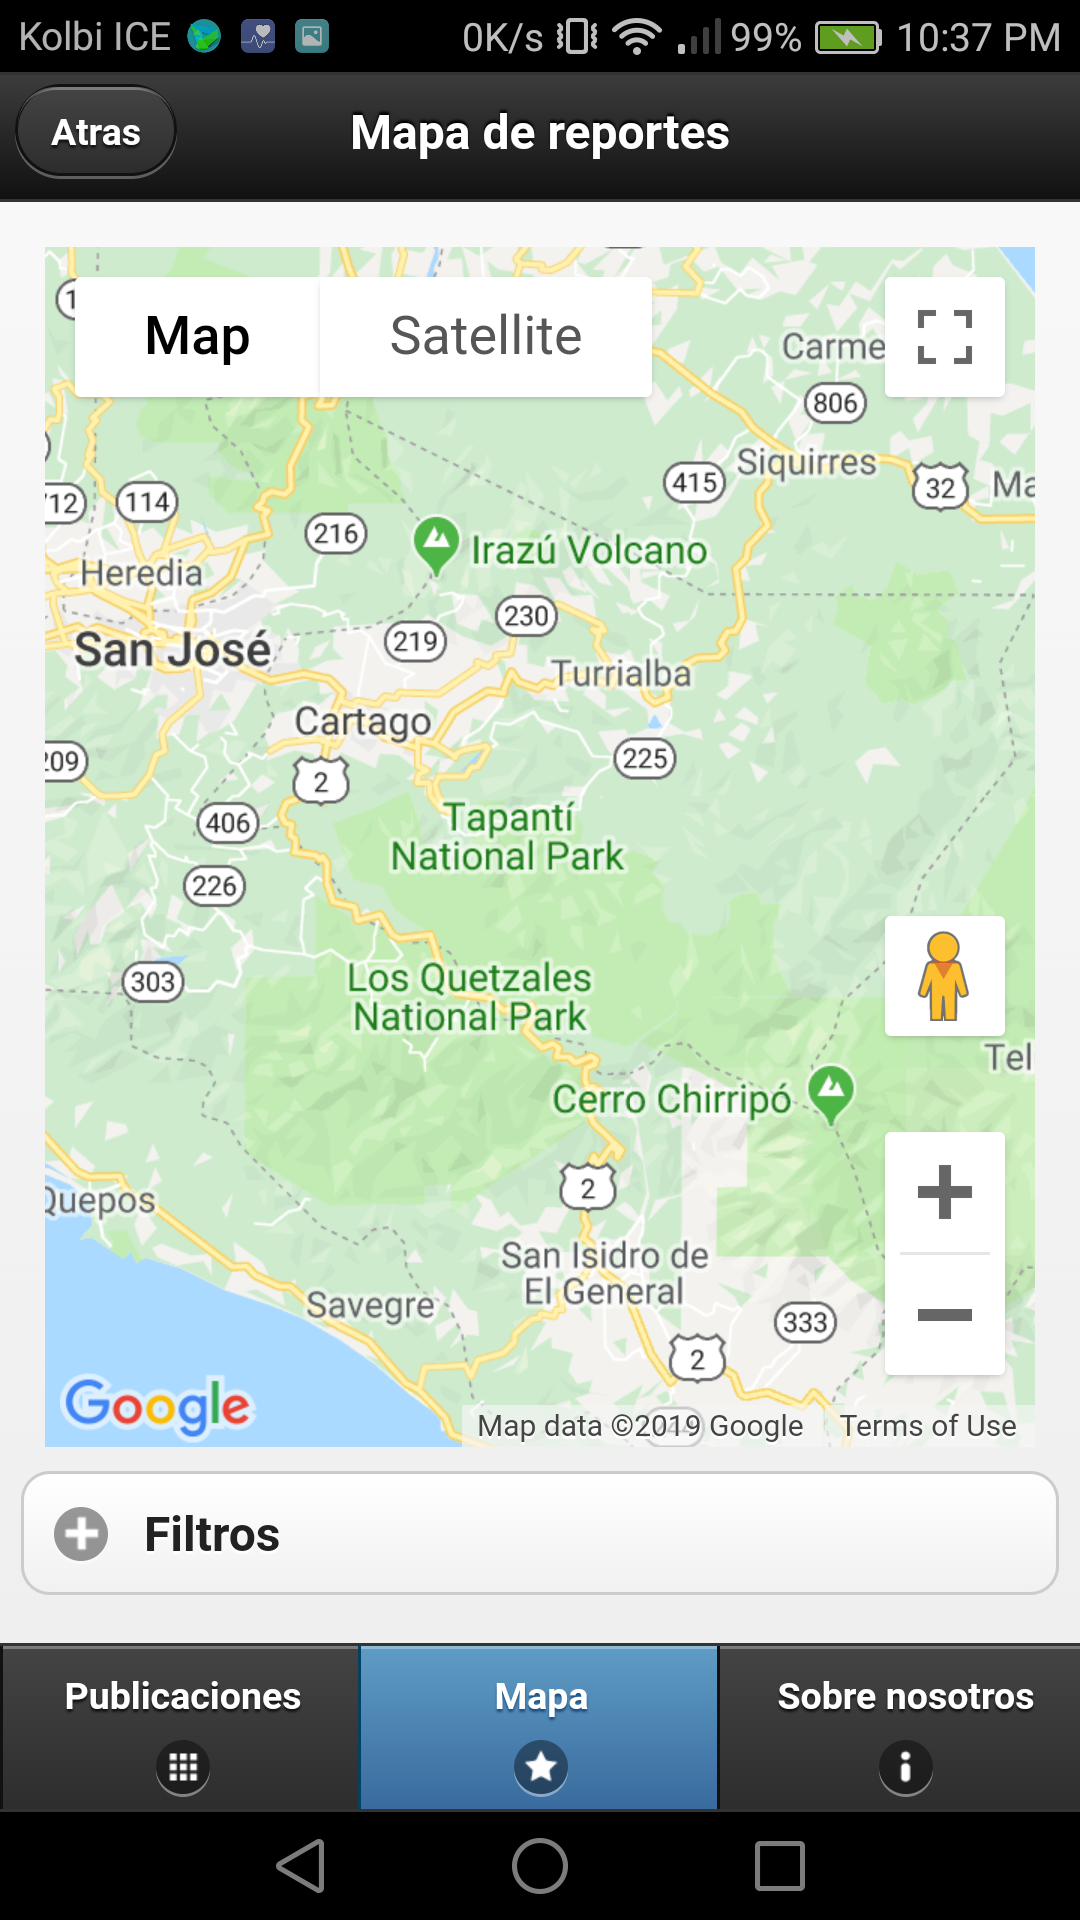 Kolbi ICE 0K/s 99% 10:37 PM
Atras
Mapa de reportes
Map
Satellite
Carme
806
Siquirres
415
32
Ma
114
216
Irazú Volcano
Heredia
230
San José
219
Turrialba
Cartago
225
2
406
Tapantí
National Park
226
303
Los Quetzales
National Park
Tel
Cerro Chirripó
2
Quepos
San Isidro de
El General
Savegre
333
2
Google
Map data ©2019 Google
Terms of Use
Filtros
Publicaciones
Mapa
Sobre nosotros